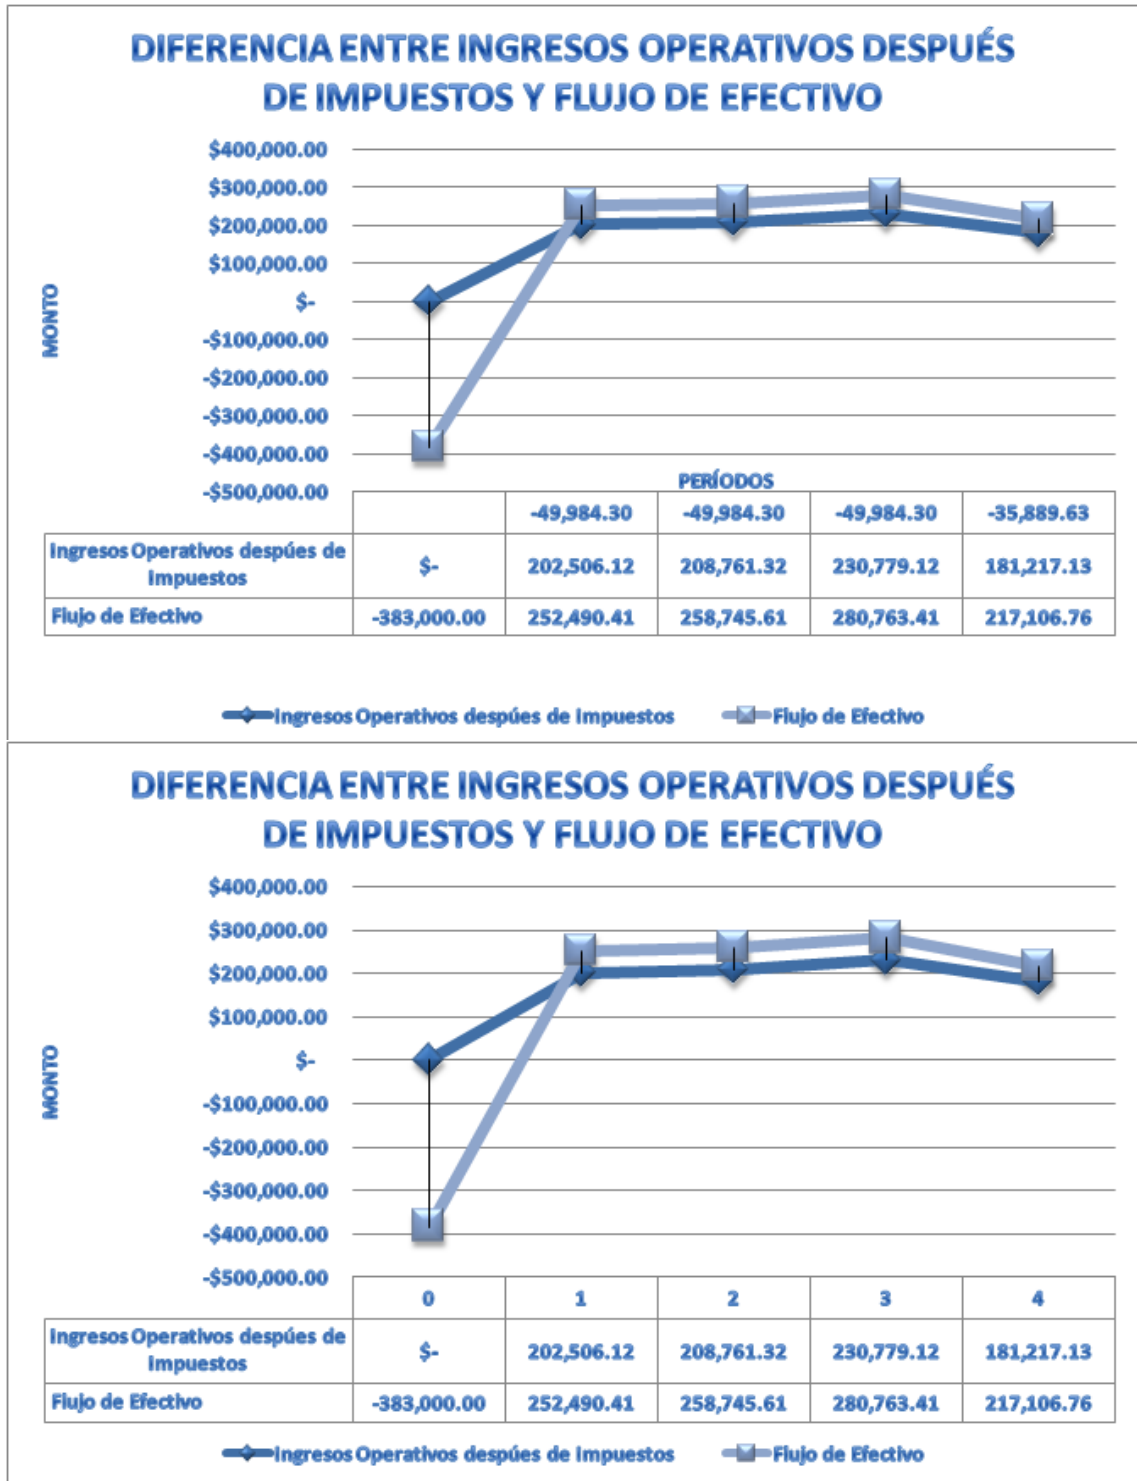 DIFERENCIA ENTRE INGRESOS OPERATIVOS DESPUÉS
DE IMPUESTOS Y FLUJO DE EFECTIVO
$400,000.00
$300,000.00
$200,000.00
$100,000.00
$-
-$100,000.00
-$200,000.00
-$300,000.00
-$400,000.00
-$500,000.00
MONTO
PERÍODOS
-49,984.30 -49,984.30 -49,984.30 -35,889.63
Ingresos Operativos despúes de
Impuestos
$- 202,506.12 208,761.32 230,779.12 181,217.13
Flujo de Efectivo -383,000.00 252,490.41 258,745.61 280,763.41 217,106.76
Ingresos Operativos despúes de Impuestos Flujo de Efectivo
DIFERENCIA ENTRE INGRESOS OPERATIVOS DESPUÉS
DE IMPUESTOS Y FLUJO DE EFECTIVO
$400,000.00
$300,000.00
$200,000.00
$100,000.00
$-
-$100,000.00
-$200,000.00
-$300,000.00
-$400,000.00
-$500,000.00
MONTO
0 1 2 3 4
Ingresos Operativos despúes de
Impuestos
$- 202,506.12 208,761.32 230,779.12 181,217.13
Flujo de Efectivo -383,000.00 252,490.41 258,745.61 280,763.41 217,106.76
Ingresos Operativos despúes de Impuestos Flujo de Efectivo